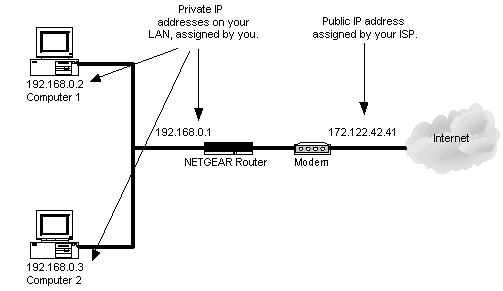 Private IP
addresses on your
LAN, assigned by you.
Public IP address
assigned by your ISP.
192.168.0.2
Computer 1
192.168.0.1
NETGEAR Router
Modem
172.122.42.41
Internet
192.168.0.3
Computer 2